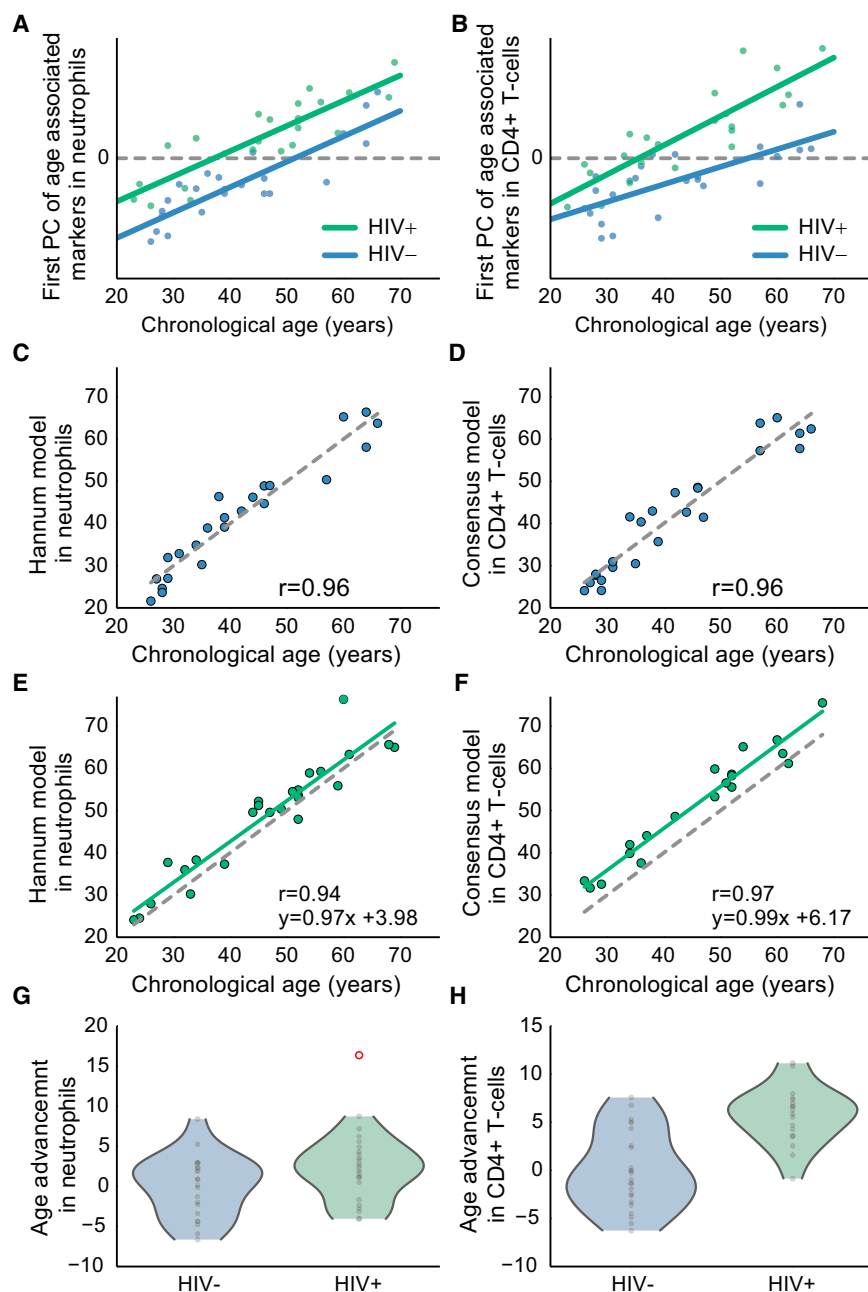 A
First PC of age associated
markers in neutrophils
0
HIV+
HIV−
20 30 40 50 60 70
Chronological age (years)
B
First PC of age associated
markers in CD4+ T-cells
0
HIV+
HIV−
20 30 40 50 60 70
Chronological age (years)
C
Hannum model
in neutrophils
70
60
50
40
30
20
r=0.96
20 30 40 50 60 70
Chronological age (years)
D
Consensus model
in CD4+ T-cells
70
60
50
40
30
20
r=0.96
20 30 40 50 60 70
Chronological age (years)
E
Hannum model
in neutrophils
70
60
50
40
30
20
r=0.94
y=0.97x +3.98
20 30 40 50 60 70
Chronological age (years)
F
Consensus model
in CD4+ T-cells
70
60
50
40
30
20
r=0.97
y=0.99x +6.17
20 30 40 50 60 70
Chronological age (years)
G
Age advancemnt
in neutrophils
20
15
10
5
0
−5
−10
HIV- HIV+
H
Age advancemnt
in CD4+ T-cells
15
10
5
0
−5
−10
HIV- HIV+